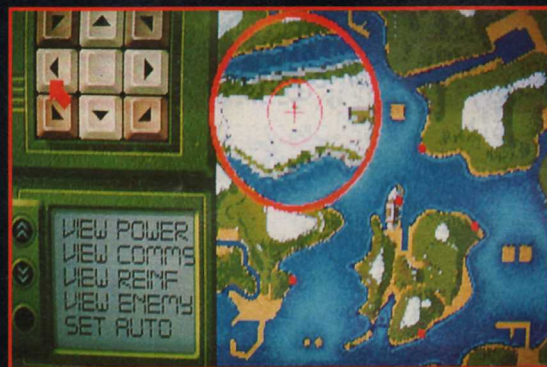 VIEW POWER
VIEW COMMS
VIEW REINF
VIEW ENEMY
SET AUTO